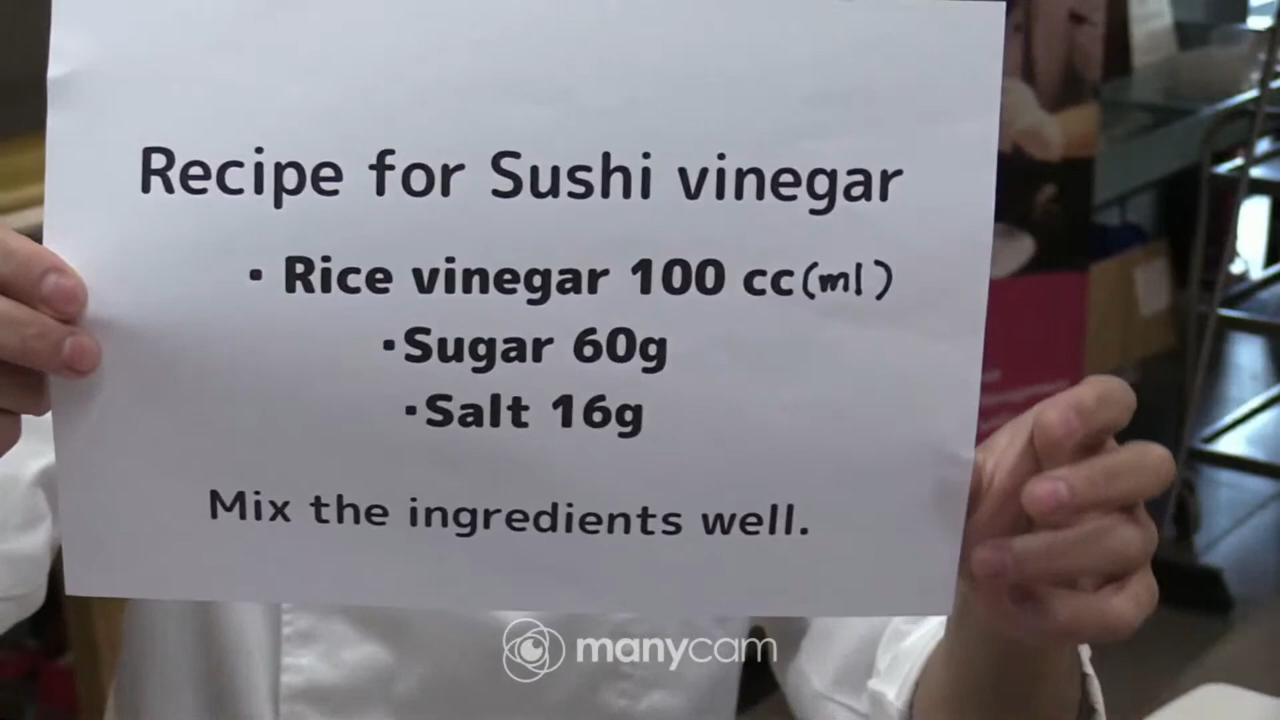 Recipe for Sushi vinegar
・Rice vinegar 100 cc(ml)
・Sugar 60g
・Salt 16g
Mix the ingredients well.
manycam